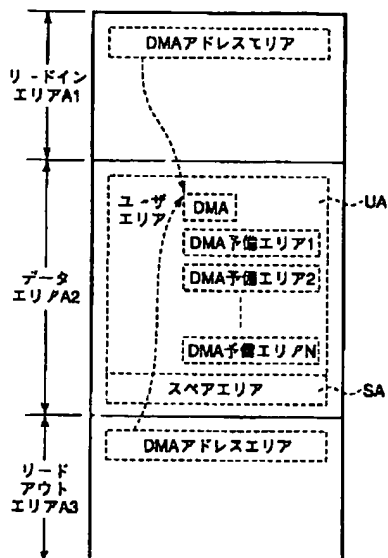 DMAアドレスエリア
リードイン
エリアA1
ユーザ
エリア
DMA
UA
DMA予備エリア1
DMA予備エリア2
データ
エリアA2
DMA予備エリアN
スペアエリア
SA
DMAアドレスエリア
リード
アウト
エリアA3